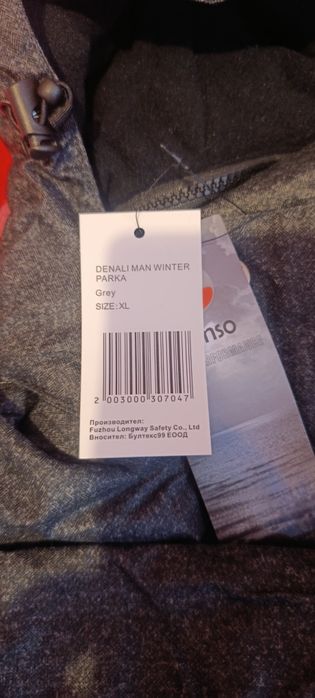 DENALI MAN WINTER
PARKA
Grey
SIZE: XL
2 003000 307047
Производител:
Fuzhou Longway Safety Co., Ltd
Вносител: Бултекс99 ЕООД